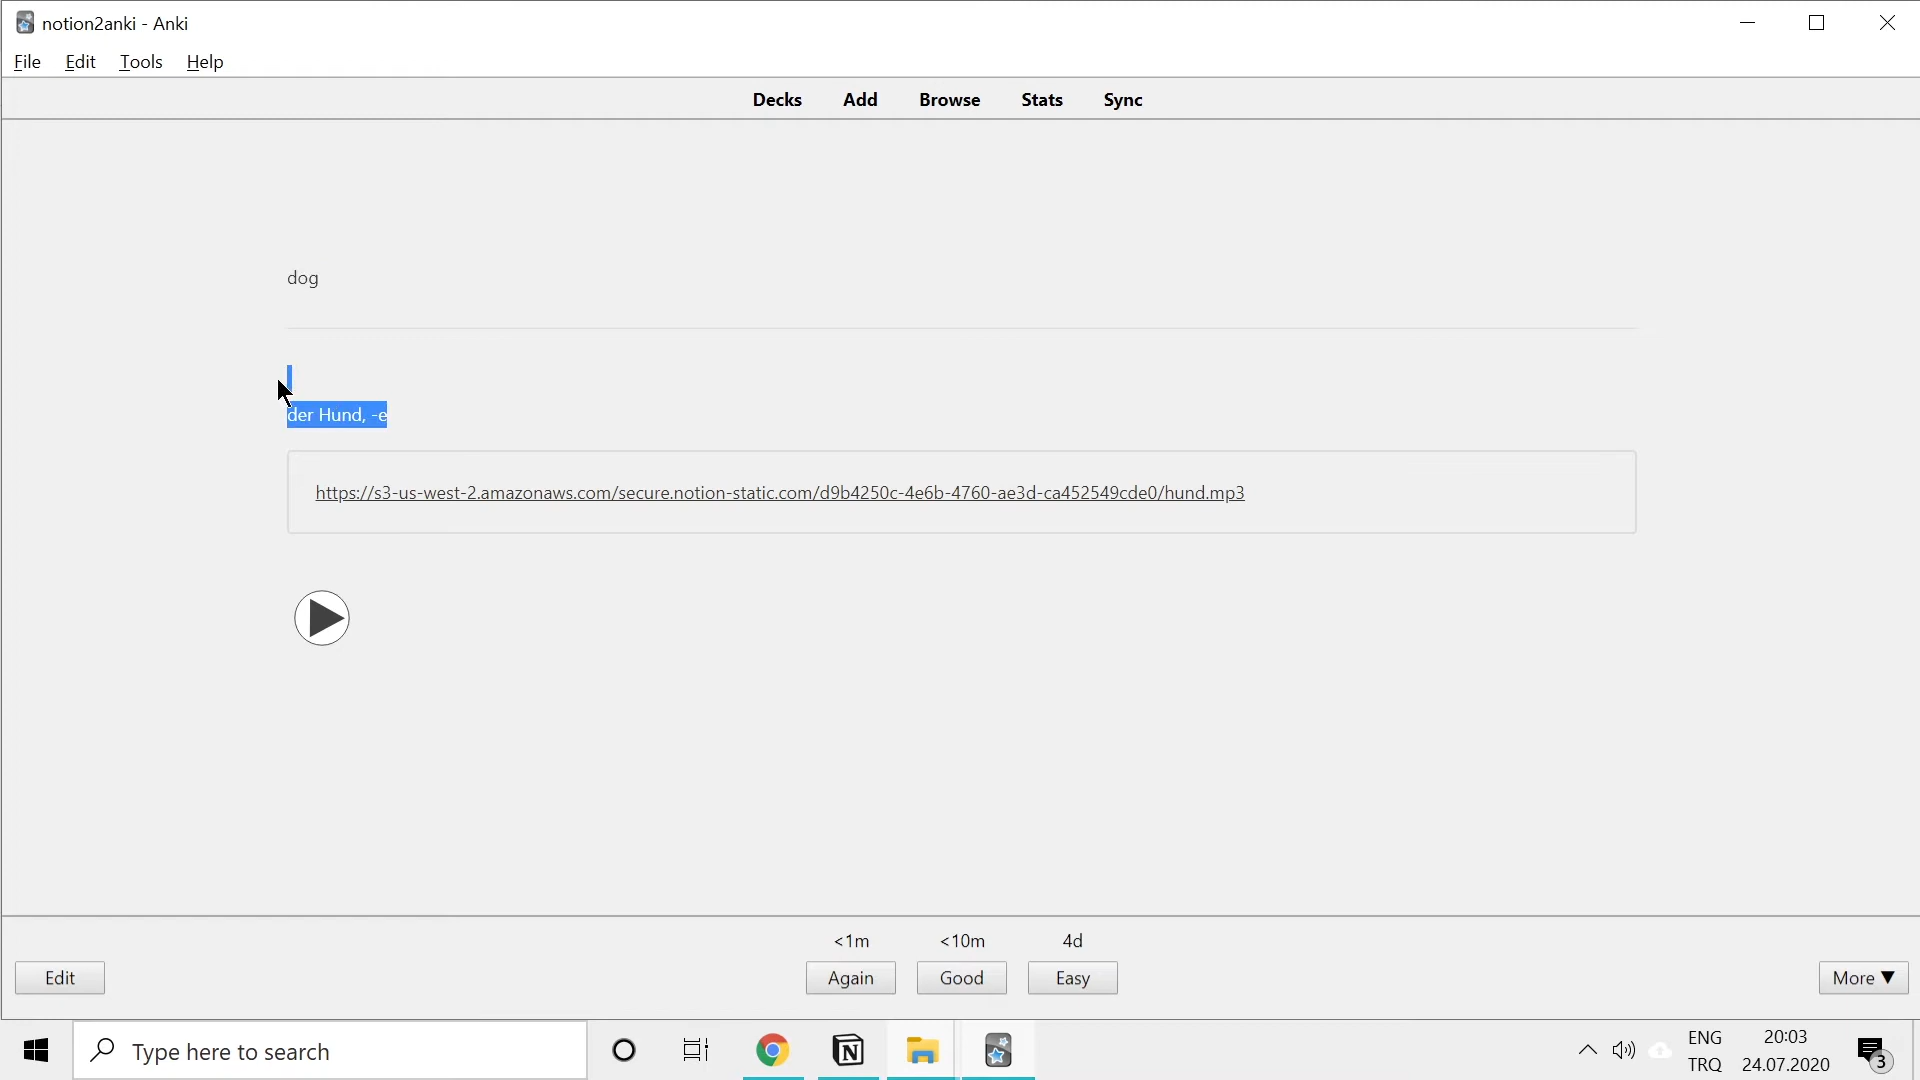 notion2anki - Anki
File Edit Tools Help
Decks Add Browse Stats Sync
dog
der Hund, -e
https://s3-us-west-2.amazonaws.com/secure.notion-static.com/d9b4250c-4e6b-4760-ae3d-ca452549cde0/hund.mp3
<1m <10m 4d
Edit Again Good Easy More ▼
Type here to search
ENG 20:03
TRQ 24.07.2020
3